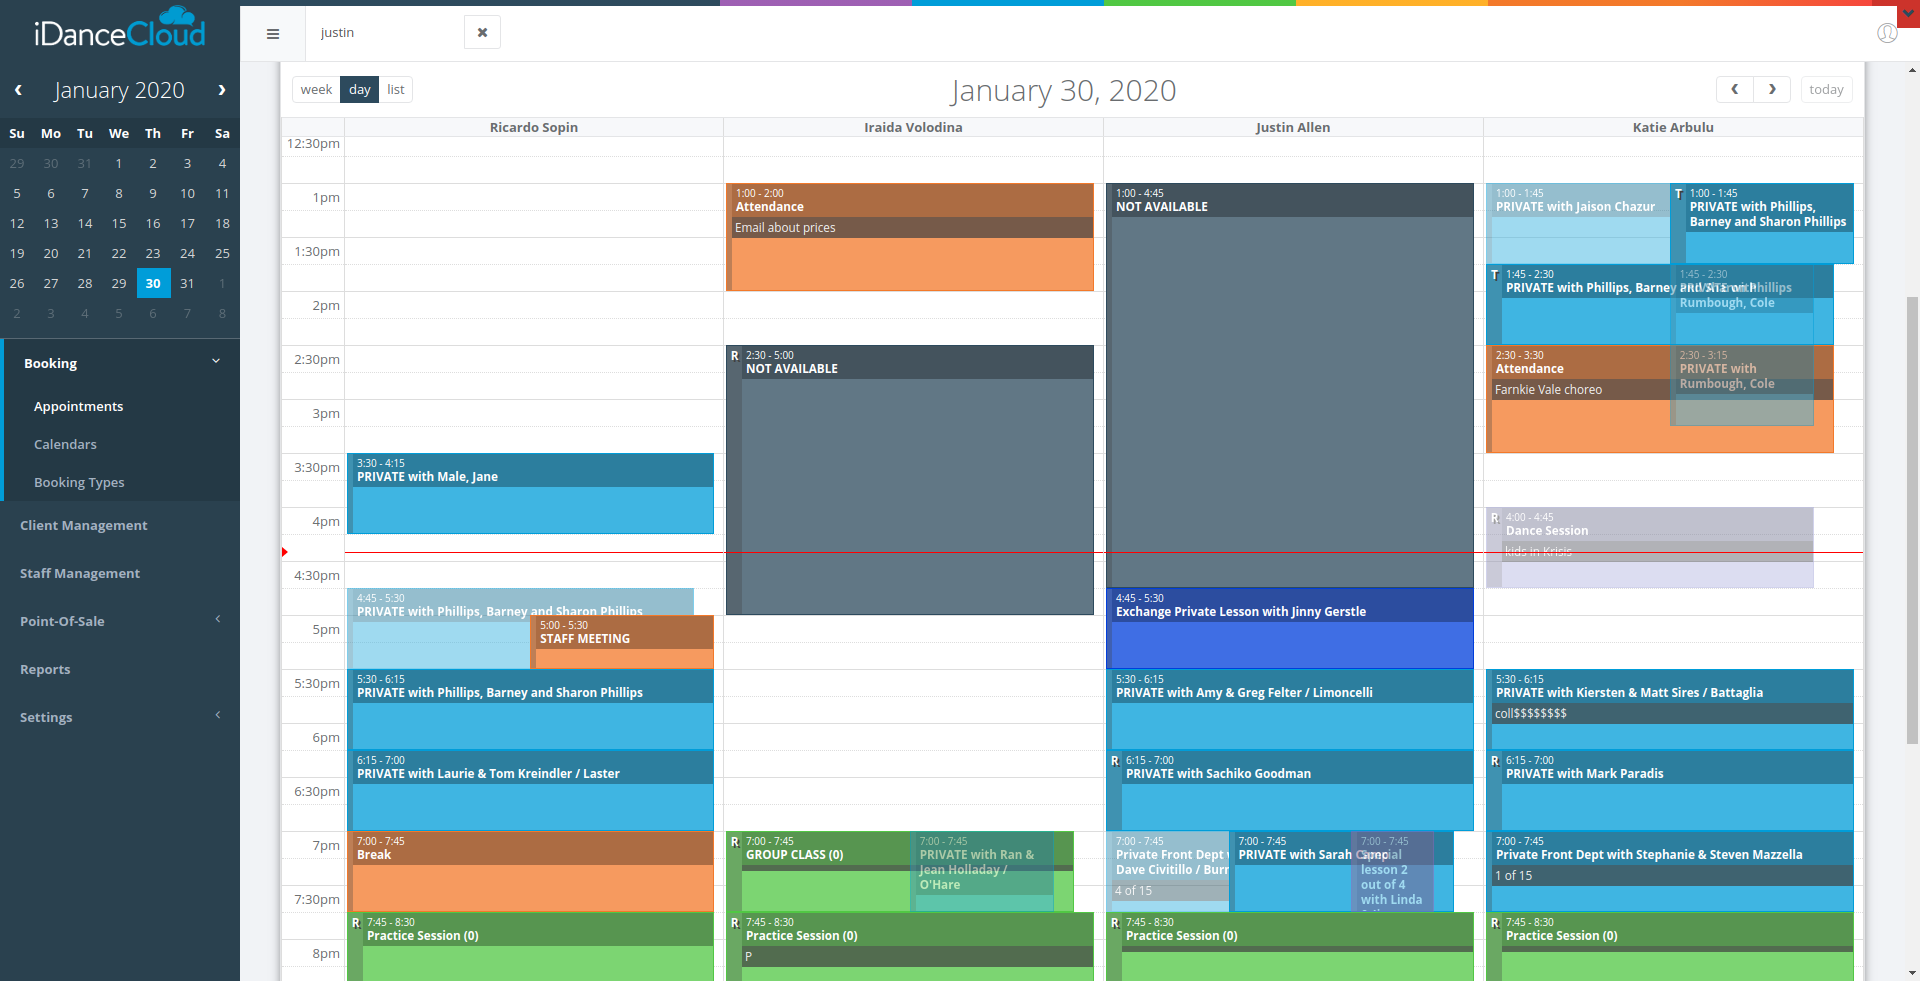 iDanceCloud
January 2020
Su Mo Tu We Th Fr Sa
29 30 31 1 2 3 4
5 6 7 8 9 10 11
12 13 14 15 16 17 18
19 20 21 22 23 24 25
26 27 28 29 30 31 1
2 3 4 5 6 7 8
Booking
Appointments
Calendars
Booking Types
Client Management
Staff Management
Point-Of-Sale
Reports
Settings
justin
week day list
January 30, 2020
today
Ricardo Sopin
Iraida Volodina
Justin Allen
Katie Arbulu
12:30pm
1pm
1:30pm
2pm
2:30pm
3pm
3:30pm
4pm
4:30pm
5pm
5:30pm
6pm
6:30pm
7pm
7:30pm
8pm
3:30 - 4:15
PRIVATE with Male, Jane
4:45 - 5:30
PRIVATE with Phillips, Barney and Sharon Phillips
5:00 - 5:30
STAFF MEETING
5:30 - 6:15
PRIVATE with Phillips, Barney and Sharon Phillips
6:15 - 7:00
PRIVATE with Laurie & Tom Kreindler / Laster
7:00 - 7:45
Break
R 7:45 - 8:30
Practice Session (0)
1:00 - 2:00
Attendance
Email about prices
R 2:30 - 5:00
NOT AVAILABLE
R 7:00 - 7:45
GROUP CLASS (0)
7:00 - 7:45
PRIVATE with Ran &
Jean Holladay /
O'Hare
R 7:45 - 8:30
Practice Session (0)
P
1:00 - 4:45
NOT AVAILABLE
4:45 - 5:30
Exchange Private Lesson with Jinny Gerstle
5:30 - 6:15
PRIVATE with Amy & Greg Felter / Limoncelli
R 6:15 - 7:00
PRIVATE with Sachiko Goodman
7:00 - 7:45
Private Front Dept
Dave Civitillo / Burr
4 of 15
7:00 - 7:45
PRIVATE with Sarah
7:00 - 7:45
Special
lesson 2
out of 4
with Linda
R 7:45 - 8:30
Practice Session (0)
1:00 - 1:45
PRIVATE with Jaison Chazur
T 1:00 - 1:45
PRIVATE with Phillips,
Barney and Sharon Phillips
T 1:45 - 2:30
PRIVATE with Phillips, Barney and Sharon Phillips
1:45 - 2:30
PRIVATE with
Rumbough, Cole
2:30 - 3:30
Attendance
Farnkie Vale choreo
2:30 - 3:15
PRIVATE with
Rumbough, Cole
R 4:00 - 4:45
Dance Session
kids in Krisis
5:30 - 6:15
PRIVATE with Kiersten & Matt Sires / Battaglia
coll$$$$$$$$
R 6:15 - 7:00
PRIVATE with Mark Paradis
7:00 - 7:45
Private Front Dept with Stephanie & Steven Mazzella
1 of 15
R 7:45 - 8:30
Practice Session (0)